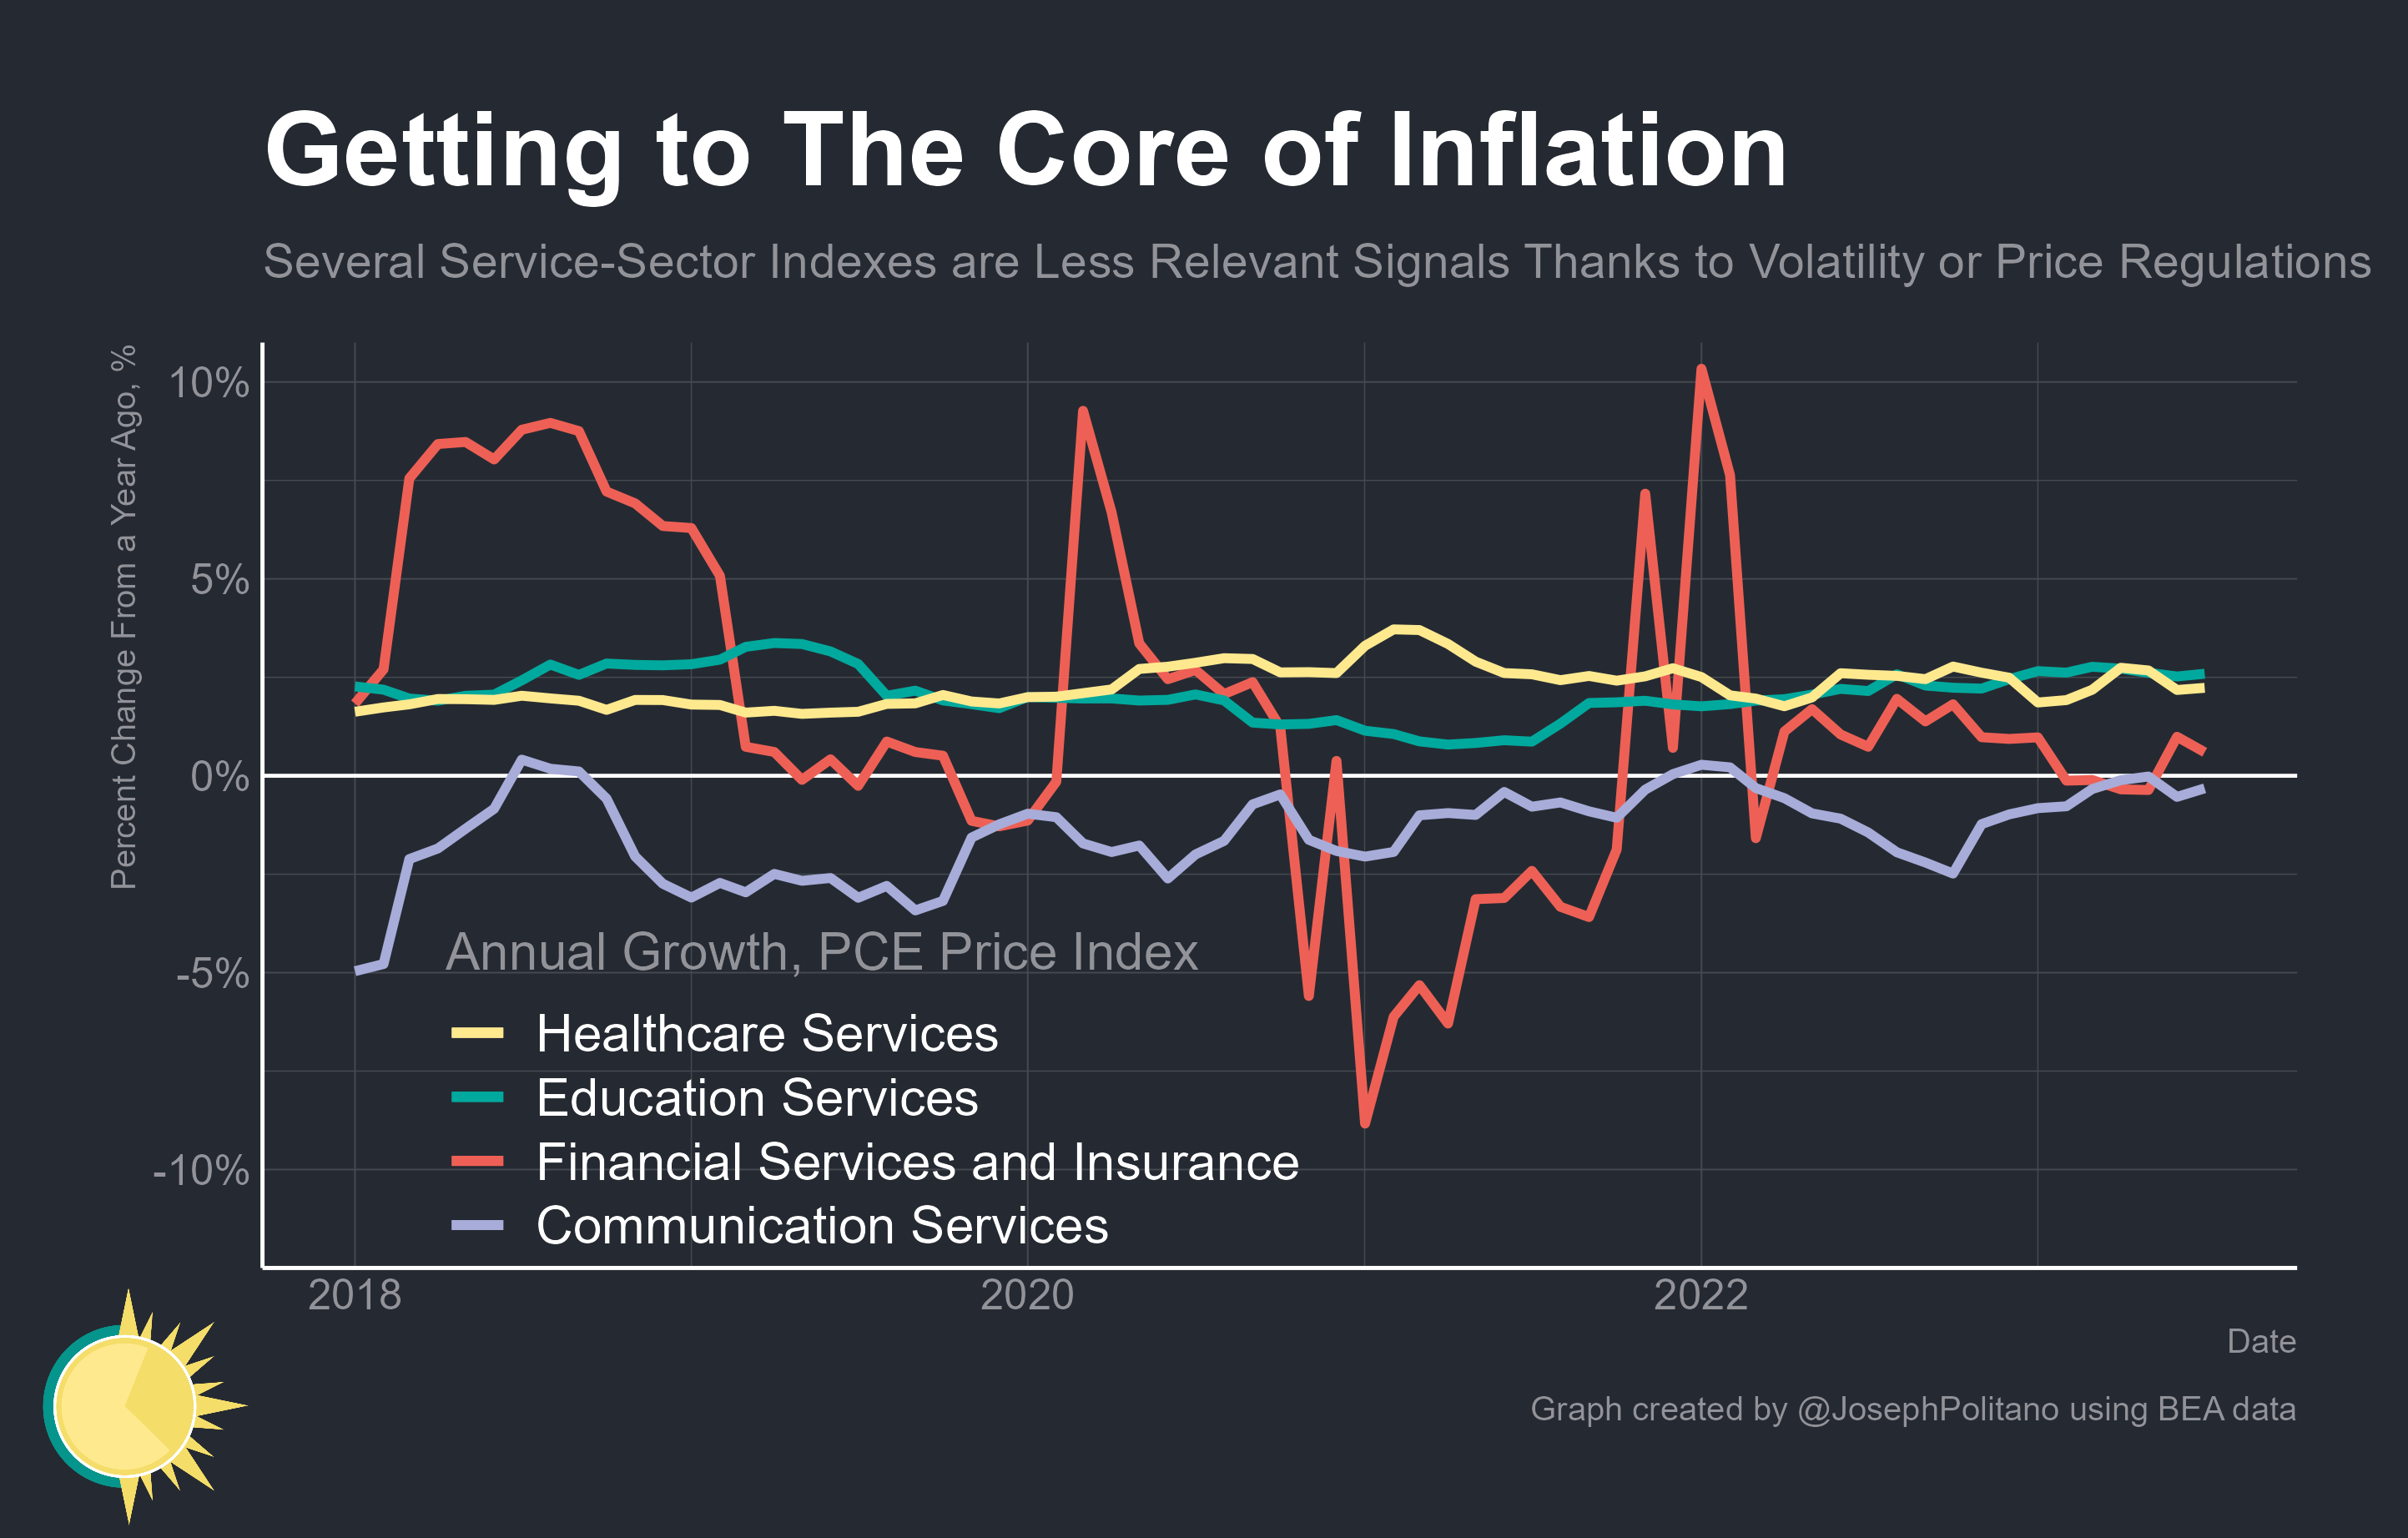 Getting to The Core of Inflation
Several Service-Sector Indexes are Less Relevant Signals Thanks to Volatility or Price Regulations
Percent Change From a Year Ago, %
10%
5%
0%
-5%
-10%
Annual Growth, PCE Price Index
Healthcare Services
Education Services
Financial Services and Insurance
Communication Services
2018
2020
2022
Date
Graph created by @JosephPolitano using BEA data